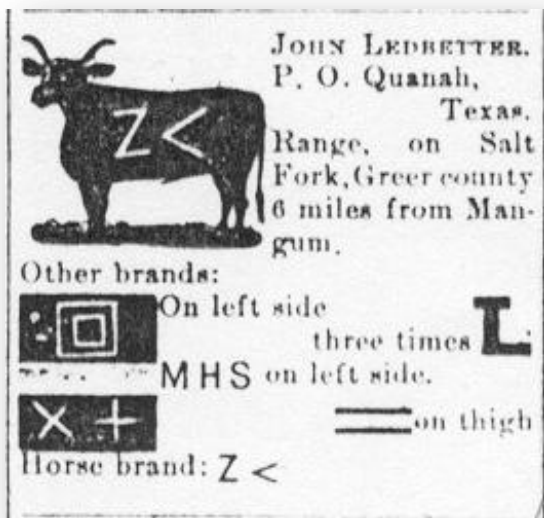 JOHN LEDBETTER.
P. O. Quanah,
Texas.
Range, on Salt
Fork, Greer county
6 miles from Man-
gum.
Z <
Other brands:
On left side
three times L
M H S on left side.
X +
on thigh
Horse brand: Z <